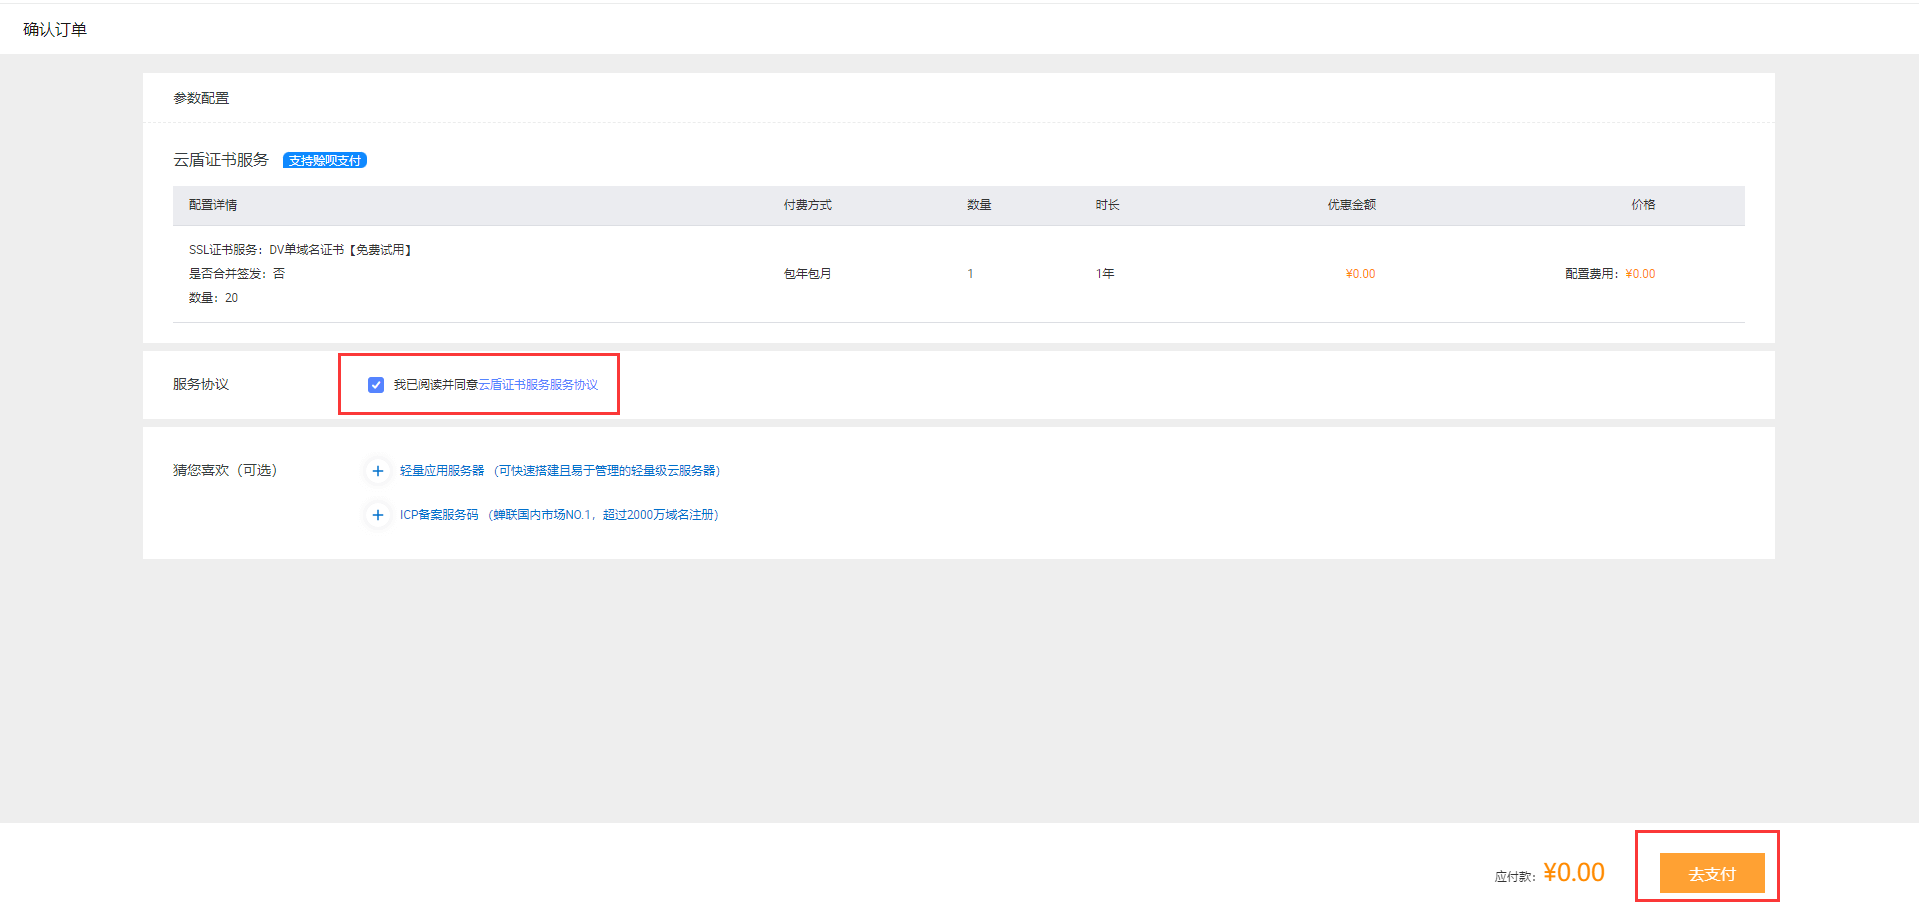 确认订单
参数配置
云盾证书服务 支持赊呗支付
配置详情 付费方式 数量 时长 优惠金额 价格
SSL证书服务：DV单域名证书【免费试用】
是否合并签发：否 包年包月 1 1年 ¥0.00 配置费用：¥0.00
数量：20
服务协议 我已阅读并同意云盾证书服务服务协议
猜您喜欢（可选） 轻量应用服务器 （可快速搭建且易于管理的轻量级云服务器）
ICP备案服务码 （蝉联国内市场NO.1，超过2000万域名注册）
应付款：¥0.00 去支付